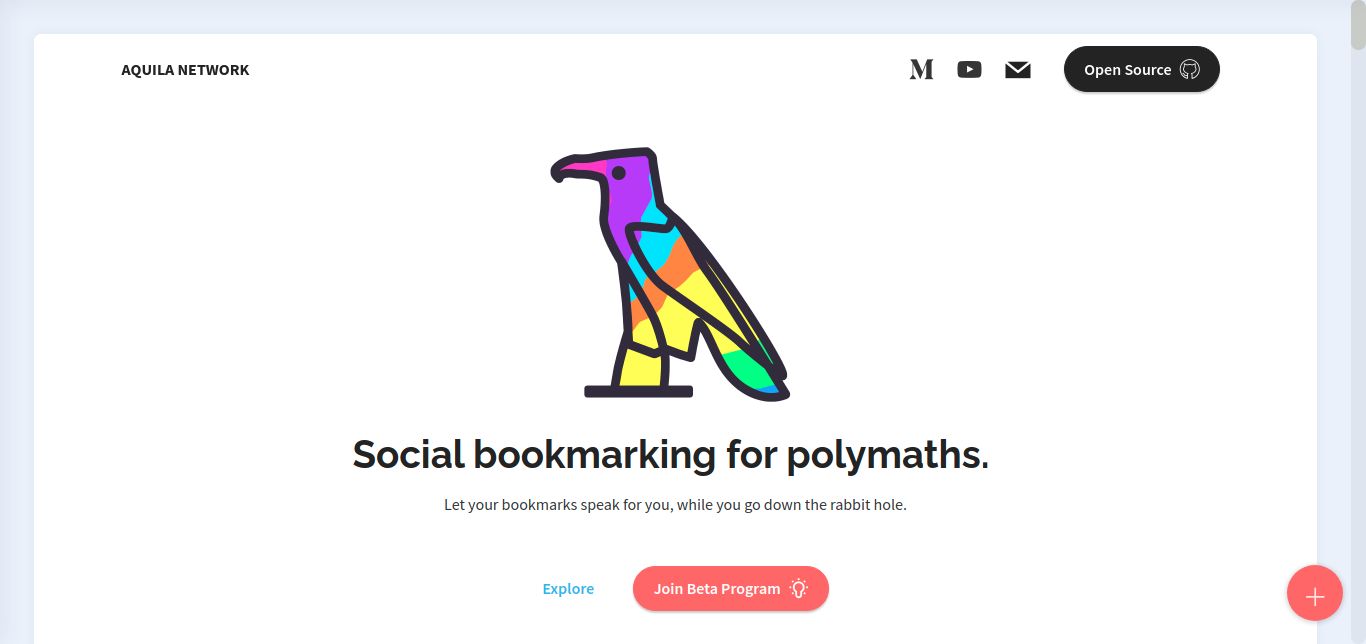 AQUILA NETWORK
Open Source
Social bookmarking for polymaths.
Let your bookmarks speak for you, while you go down the rabbit hole.
Explore
Join Beta Program